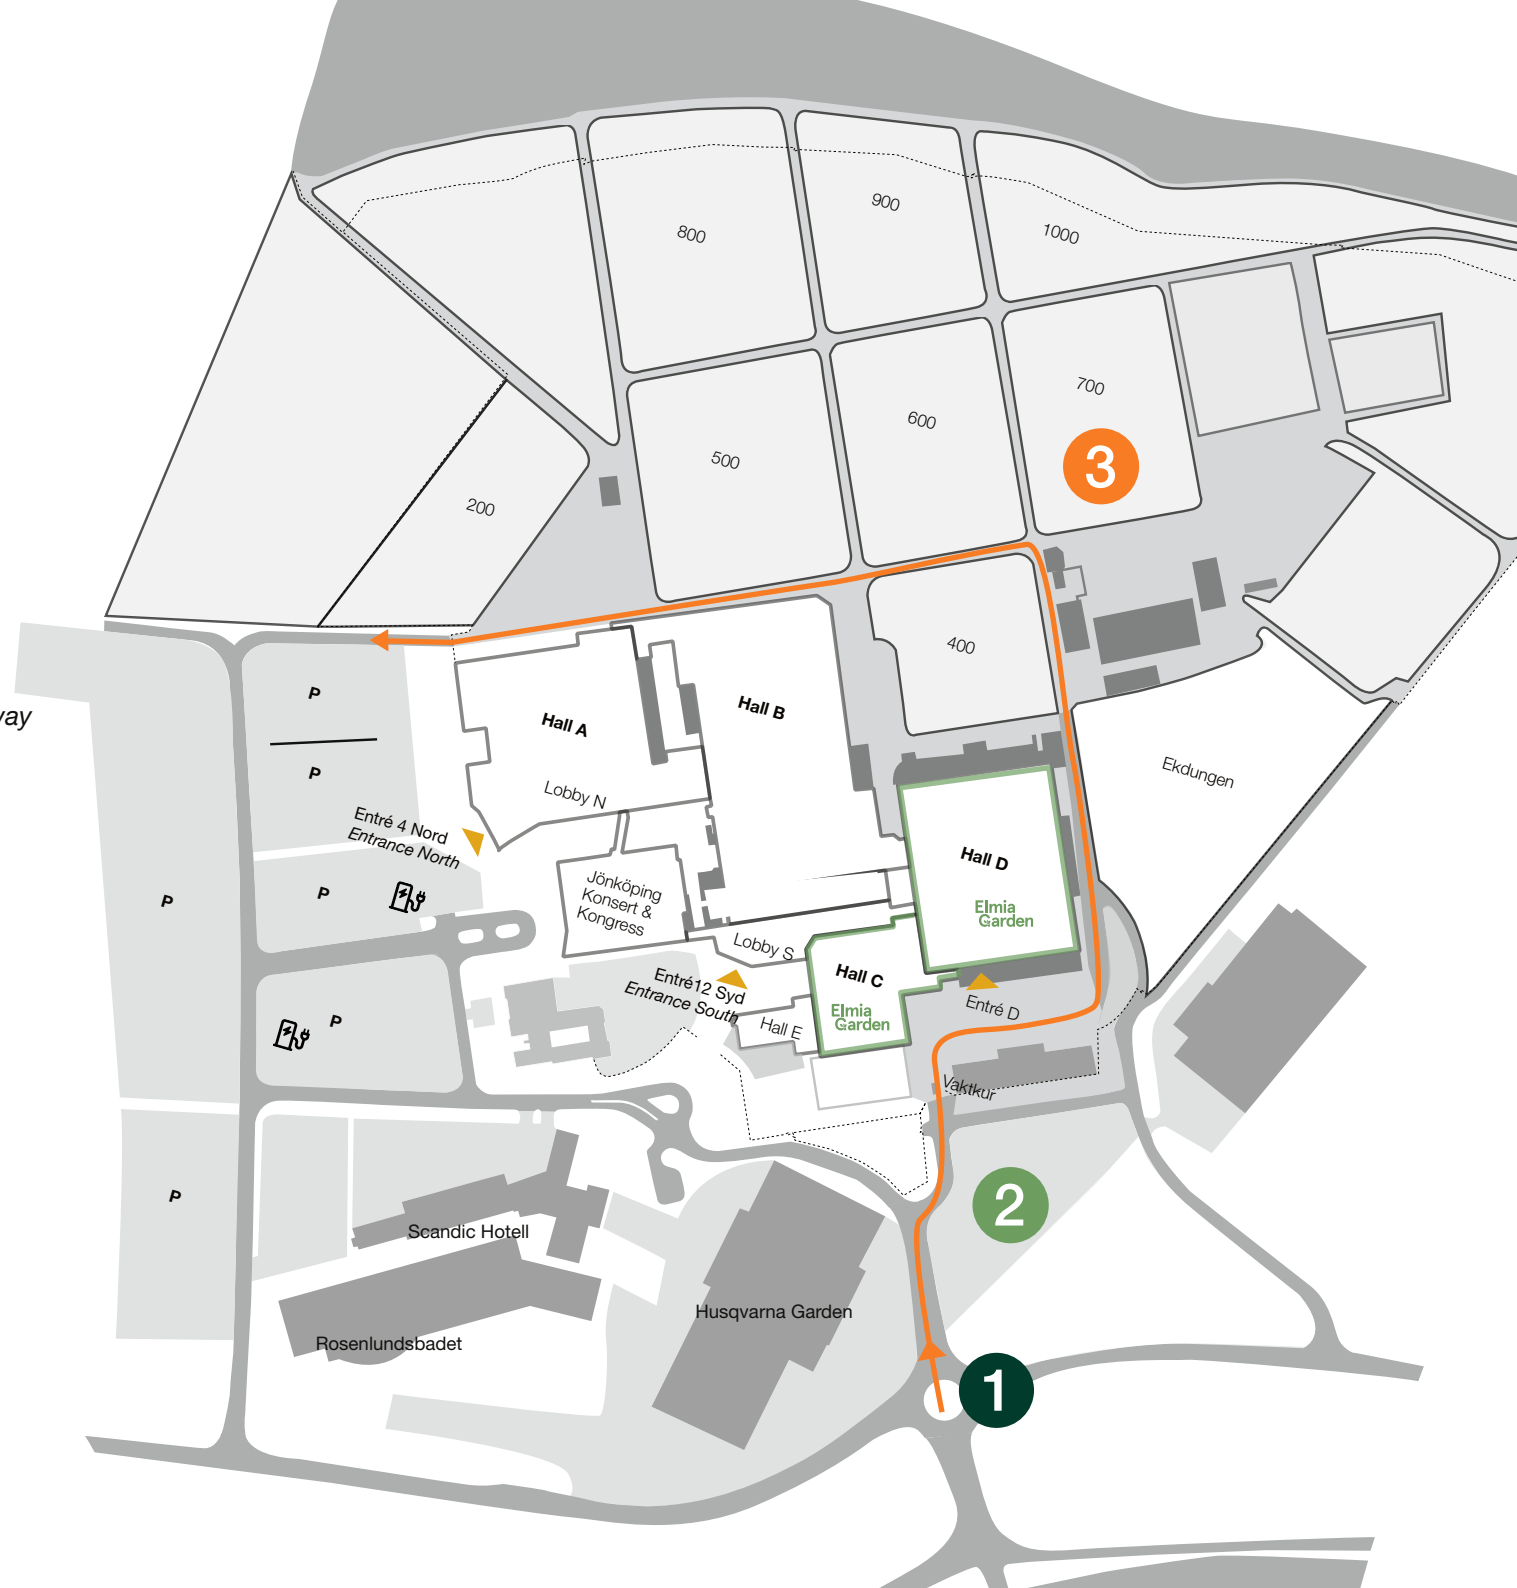 900
800
1000
700
600
500
3
200
400
P
way
Hall B
Hall A
P
Ekdungen
Lobby N
Entré 4 Nord
Entrance North
Hall D
P
P
Jönköping
Konsert &
Kongress
Elmia
Garden
Lobby S
Hall C
Entré12 Syd
Entrance South
Entré D
P
Elmia
Garden
Hall E
Vaktkur
P
2
Scandic Hotell
Husqvarna Garden
Rosenlundsbadet
1